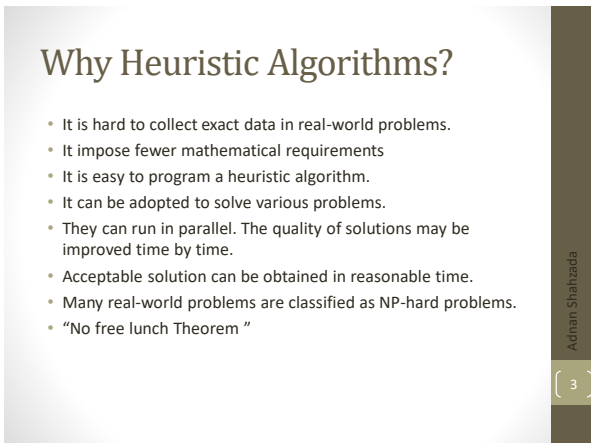 Why Heuristic Algorithms?
• It is hard to collect exact data in real-world problems.
• It impose fewer mathematical requirements
• It is easy to program a heuristic algorithm.
• It can be adopted to solve various problems.
• They can run in parallel. The quality of solutions may be
improved time by time.
• Acceptable solution can be obtained in reasonable time.
• Many real-world problems are classified as NP-hard problems.
• “No free lunch Theorem ”
Adnan Shahzada
3